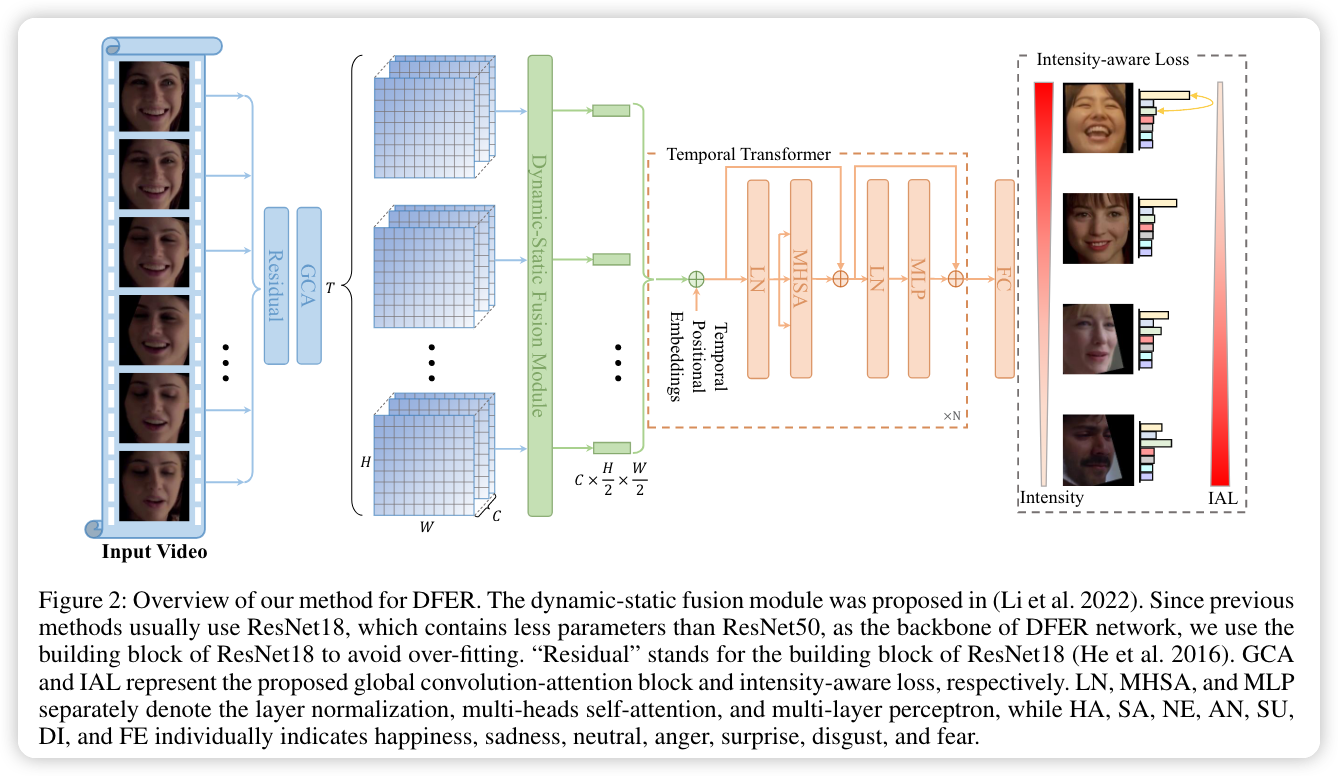 Input Video
Residual
GCA
T
H
W
C
Dynamic-Static Fusion Module
C × H/2 × W/2
Temporal Transformer
Temporal
Positional
Embeddings
LN
MHSA
LN
MLP
×N
FC
Intensity-aware Loss
Intensity
IAL
Figure 2: Overview of our method for DFER. The dynamic-static fusion module was proposed in (Li et al. 2022). Since previous
methods usually use ResNet18, which contains less parameters than ResNet50, as the backbone of DFER network, we use the
building block of ResNet18 to avoid over-fitting. “Residual” stands for the building block of ResNet18 (He et al. 2016). GCA
and IAL represent the proposed global convolution-attention block and intensity-aware loss, respectively. LN, MHSA, and MLP
separately denote the layer normalization, multi-heads self-attention, and multi-layer perceptron, while HA, SA, NE, AN, SU,
DI, and FE individually indicates happiness, sadness, neutral, anger, surprise, disgust, and fear.